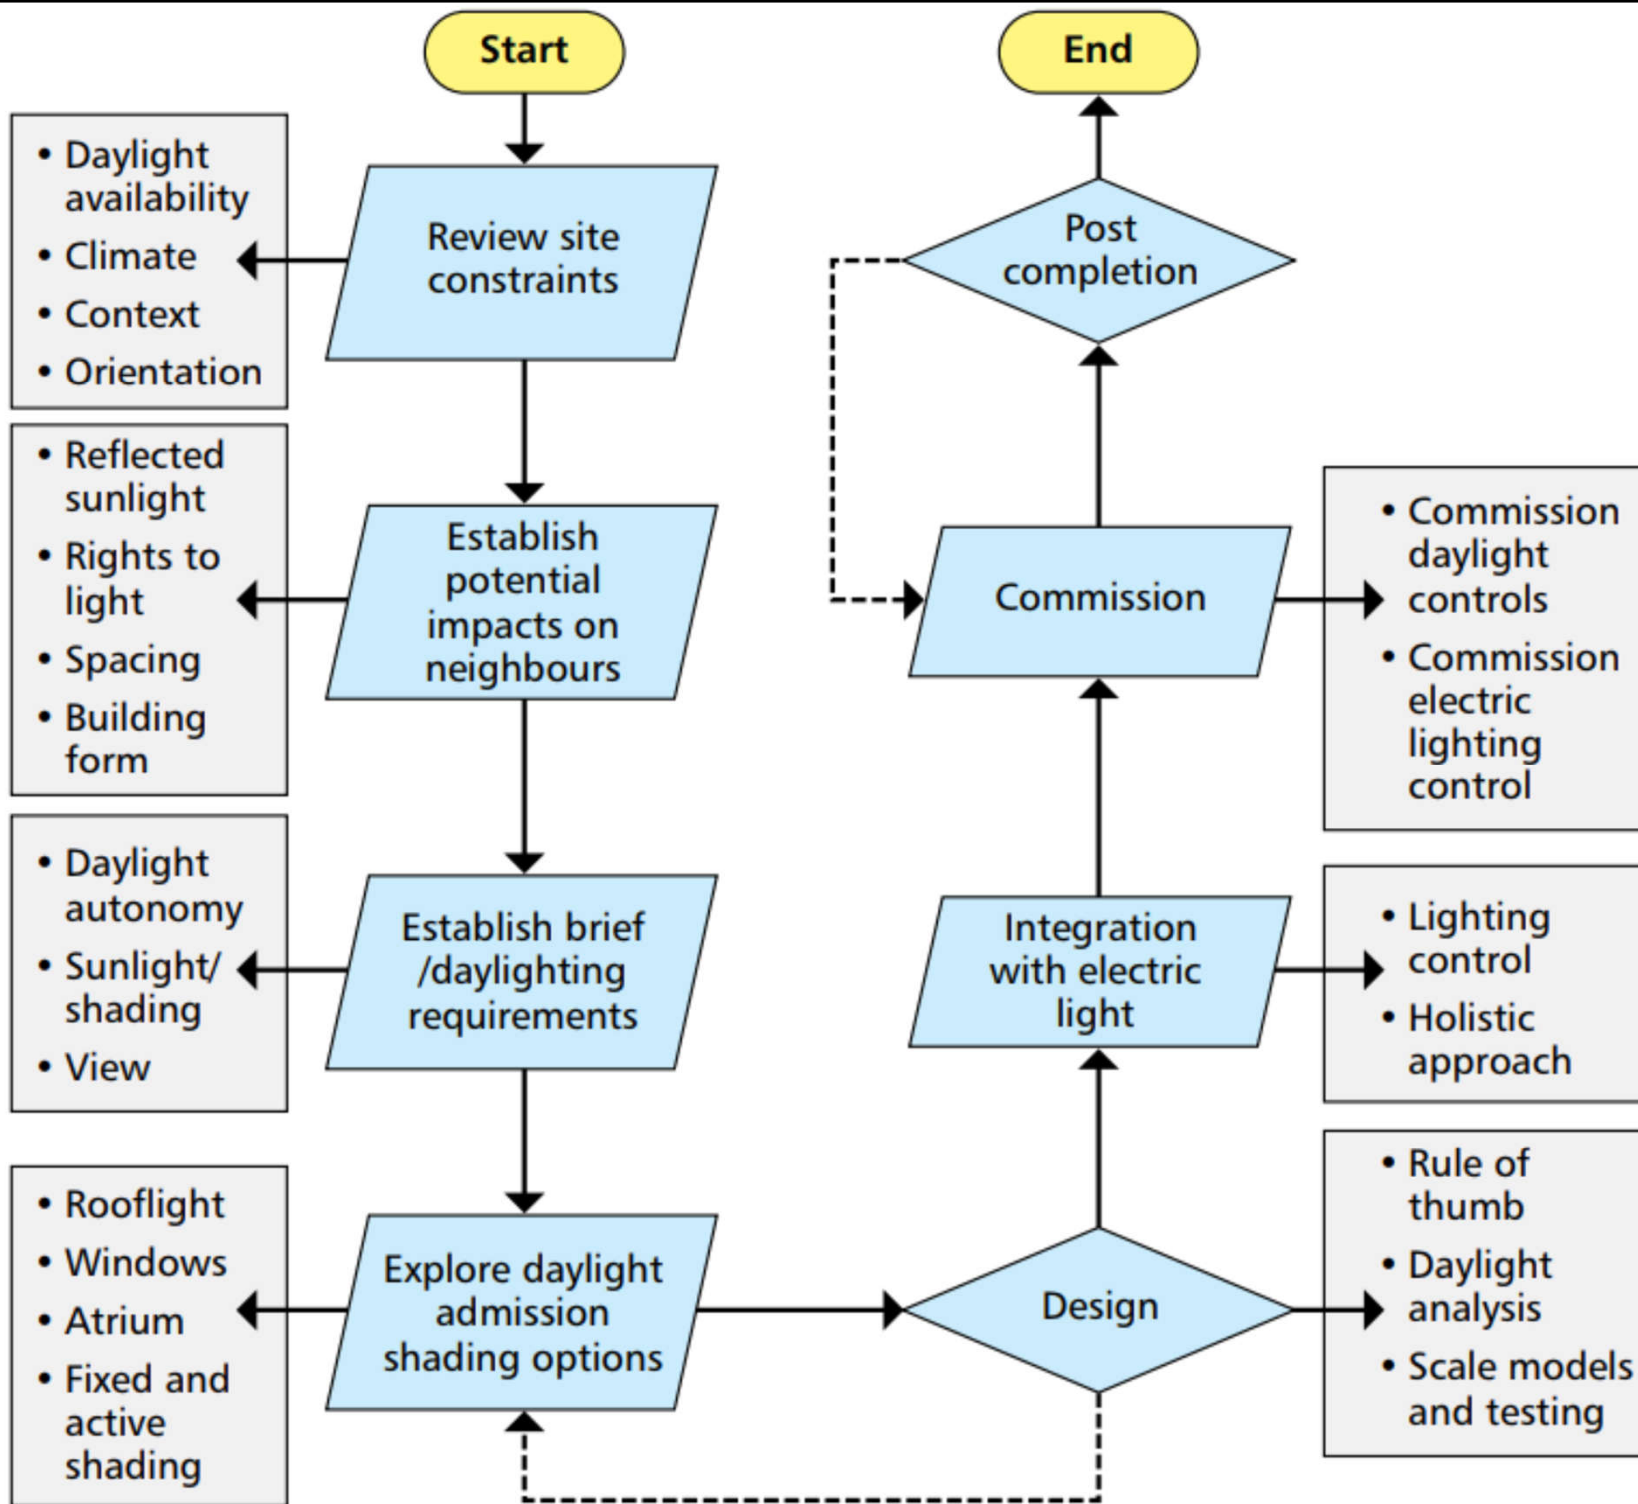 Start
End
• Daylight
availability
• Climate
• Context
• Orientation
Review site
constraints
Post
completion
• Reflected
sunlight
• Rights to
light
• Spacing
• Building
form
Establish
potential
impacts on
neighbours
Commission
• Commission
daylight
controls
• Commission
electric
lighting
control
• Daylight
autonomy
• Sunlight/
shading
• View
Establish brief
/daylighting
requirements
Integration
with electric
light
• Lighting
control
• Holistic
approach
• Rooflight
• Windows
• Atrium
• Fixed and
active
shading
Explore daylight
admission
shading options
Design
• Rule of
thumb
• Daylight
analysis
• Scale models
and testing